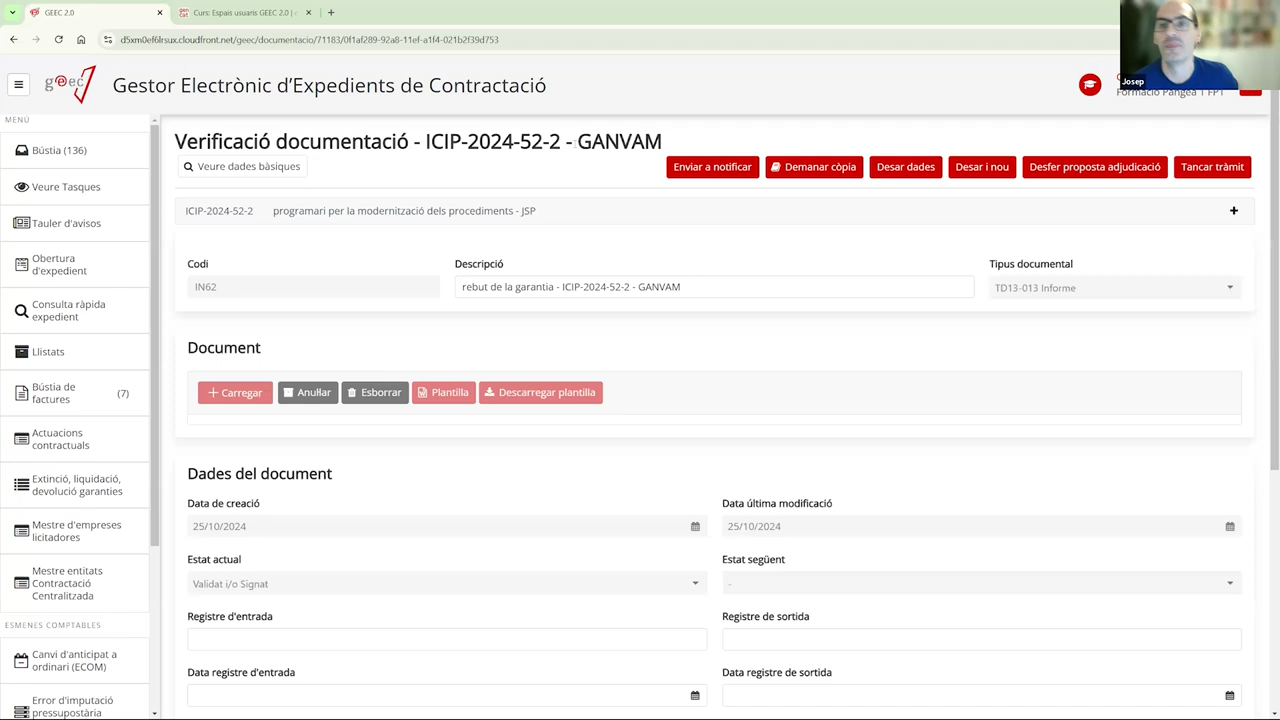 GEEC 2.0
Curs: Espais usuaris GEEC 2.0 | c
d5xm0ef6lrsux.cloudfront.net/geec/documentacio/71183/0f1af289-92a8-11ef-a1f4-021b2f39d753
geec
Gestor Electrònic d'Expedients de Contractació
Josep
Formació Pangea 1 FP1
MENÚ
Bústia (136)
Veure Tasques
Tauler d'avisos
Obertura
d'expedient
Consulta ràpida
expedient
Llistats
Bústia de
factures
(7)
Actuacions
contractuals
Extinció, liquidació,
devolució garanties
Mestre d'empreses
licitadores
Mestre entitats
Contractació
Centralitzada
ESMENES COMPTABLES
Canvi d'anticipat a
ordinari (ECOM)
Error d'imputació
pressupostària
Verificació documentació - ICIP-2024-52-2 - GANVAM
Veure dades bàsiques
Enviar a notificar
Demanar còpia
Desar dades
Desar i nou
Desfer proposta adjudicació
Tancar tràmit
ICIP-2024-52-2 programari per la modernització dels procediments - JSP
Codi
Descripció
Tipus documental
IN62
rebut de la garantia - ICIP-2024-52-2 - GANVAM
TD13-013 Informe
Document
Carregar
Anul·lar
Esborrar
Plantilla
Descarregar plantilla
Dades del document
Data de creació
Data última modificació
25/10/2024
25/10/2024
Estat actual
Estat següent
Validat i/o Signat
-
Registre d'entrada
Registre de sortida
Data registre d'entrada
Data registre de sortida